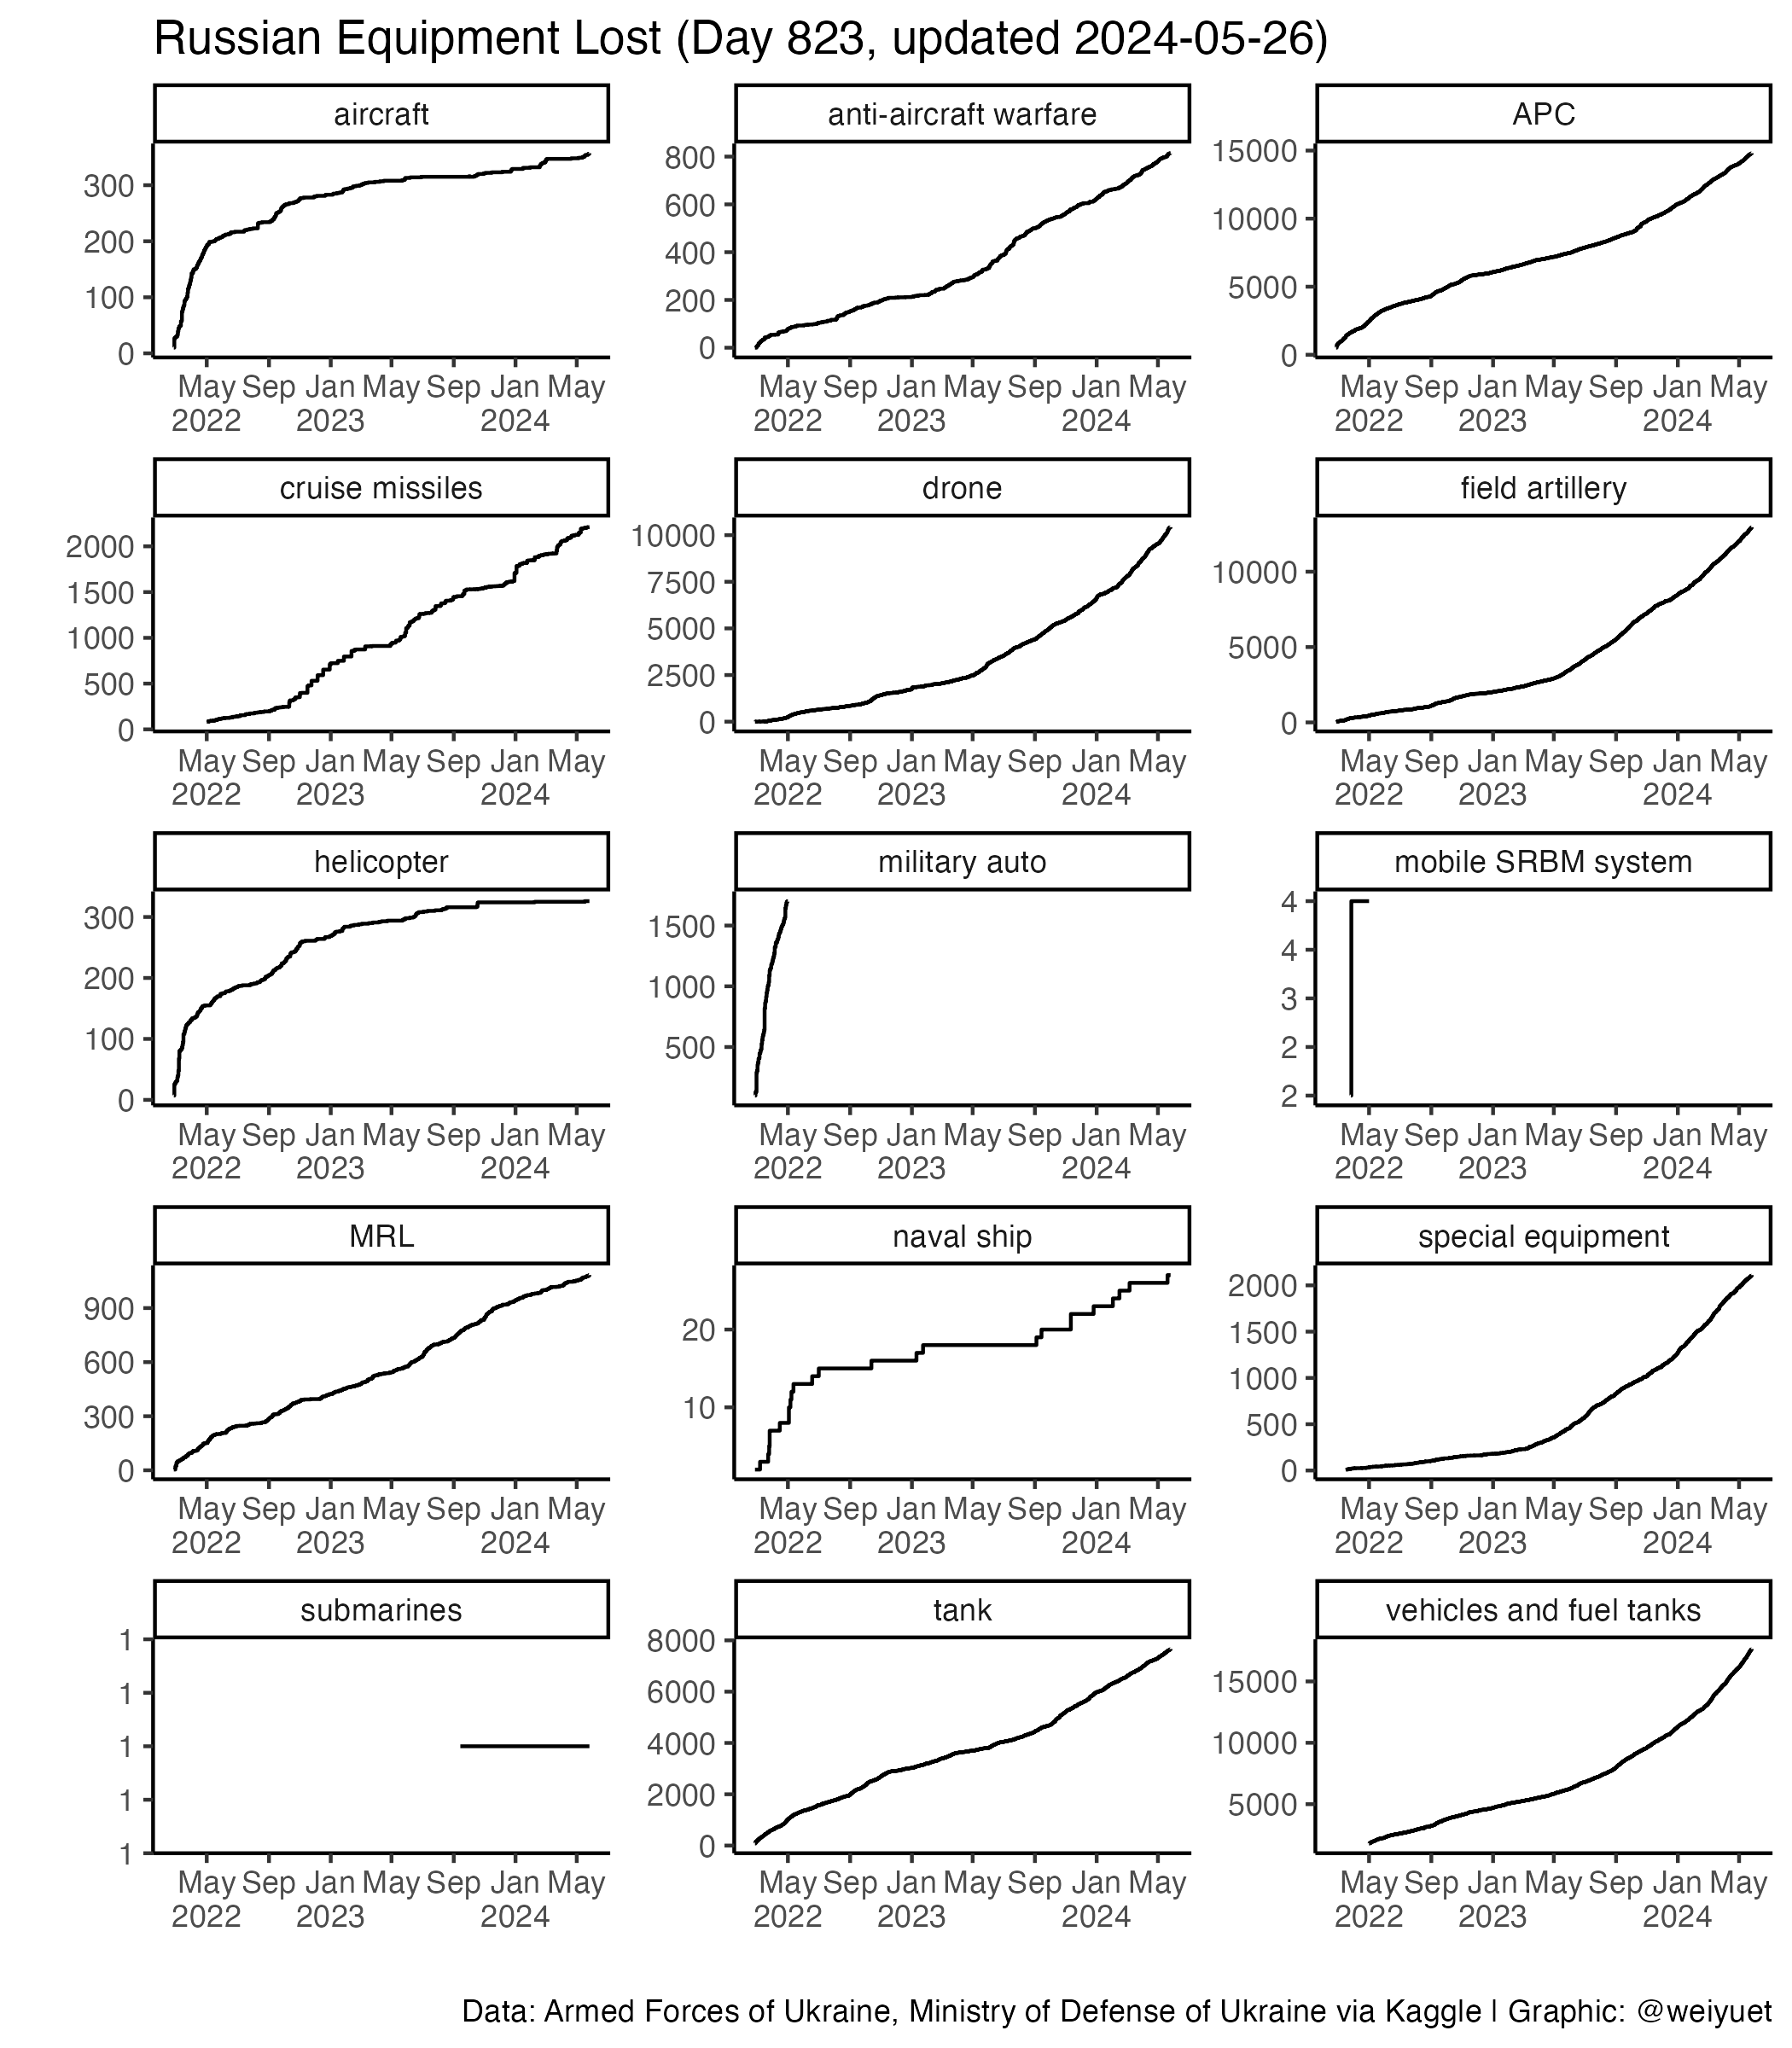 Russian Equipment Lost (Day 823, updated 2024-05-26)
aircraft
300
200
100
0
May Sep Jan May Sep Jan May
2022 2023 2024
anti-aircraft warfare
800
600
400
200
0
May Sep Jan May Sep Jan May
2022 2023 2024
APC
15000
10000
5000
0
May Sep Jan May Sep Jan May
2022 2023 2024
cruise missiles
2000
1500
1000
500
0
May Sep Jan May Sep Jan May
2022 2023 2024
drone
10000
7500
5000
2500
0
May Sep Jan May Sep Jan May
2022 2023 2024
field artillery
10000
5000
0
May Sep Jan May Sep Jan May
2022 2023 2024
helicopter
300
200
100
0
May Sep Jan May Sep Jan May
2022 2023 2024
military auto
1500
1000
500
May Sep Jan May Sep Jan May
2022 2023 2024
mobile SRBM system
4
4
3
2
2
May Sep Jan May Sep Jan May
2022 2023 2024
MRL
900
600
300
0
May Sep Jan May Sep Jan May
2022 2023 2024
naval ship
20
10
May Sep Jan May Sep Jan May
2022 2023 2024
special equipment
2000
1500
1000
500
0
May Sep Jan May Sep Jan May
2022 2023 2024
submarines
1
1
1
1
1
May Sep Jan May Sep Jan May
2022 2023 2024
tank
8000
6000
4000
2000
0
May Sep Jan May Sep Jan May
2022 2023 2024
vehicles and fuel tanks
15000
10000
5000
May Sep Jan May Sep Jan May
2022 2023 2024
Data: Armed Forces of Ukraine, Ministry of Defense of Ukraine via Kaggle | Graphic: @weiyuet